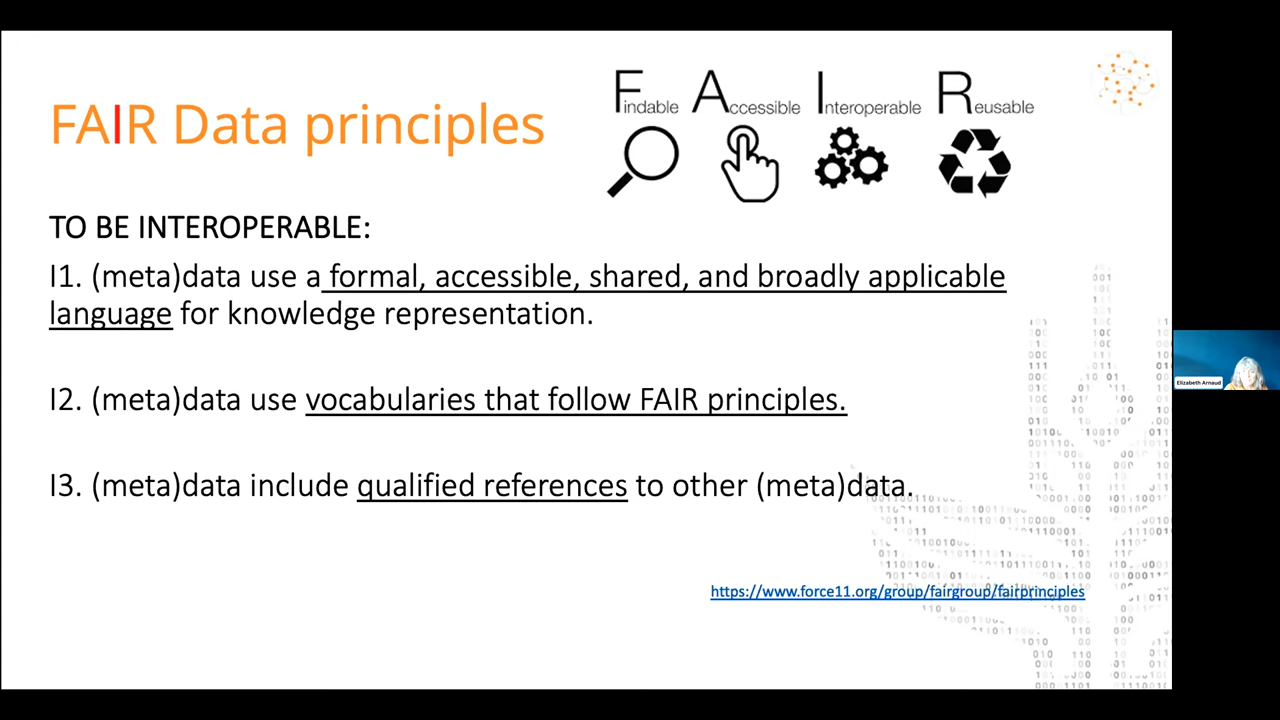 FAIR Data principles
Findable Accessible Interoperable Reusable
TO BE INTEROPERABLE:
I1. (meta)data use a formal, accessible, shared, and broadly applicable
language for knowledge representation.
I2. (meta)data use vocabularies that follow FAIR principles.
I3. (meta)data include qualified references to other (meta)data.
https://www.force11.org/group/fairgroup/fairprinciples
Elizabeth Arnaud